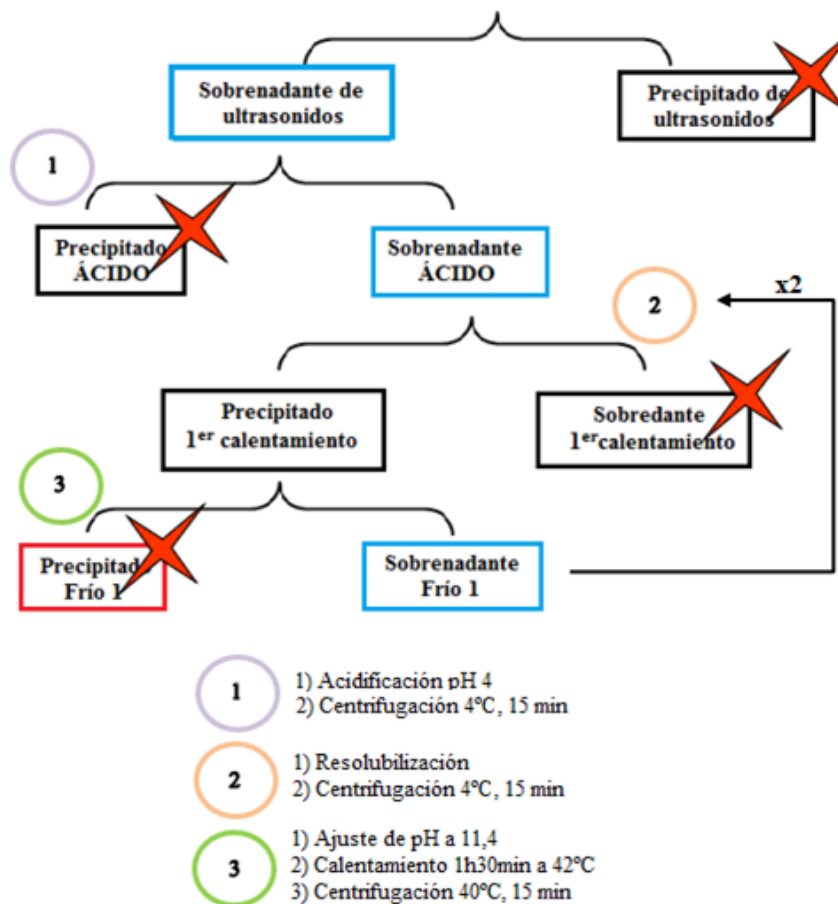 Sobrenadante de
ultrasonidos
Precipitado de
ultrasonidos
1
Precipitado
ÁCIDO
Sobrenadante
ÁCIDO
2
x2
Precipitado
1er calentamiento
Sobredante
1ercalentamiento
3
Precipitado
Frío 1
Sobrenadante
Frío 1
1
1) Acidificación pH 4
2) Centrifugación 4ºC, 15 min
2
1) Resolubilización
2) Centrifugación 4ºC, 15 min
3
1) Ajuste de pH a 11,4
2) Calentamiento 1h30min a 42ºC
3) Centrifugación 40ºC, 15 min